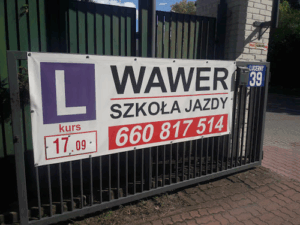 L
WAWER
SZKOŁA JAZDY
kurs
17.09
660 817 514
39